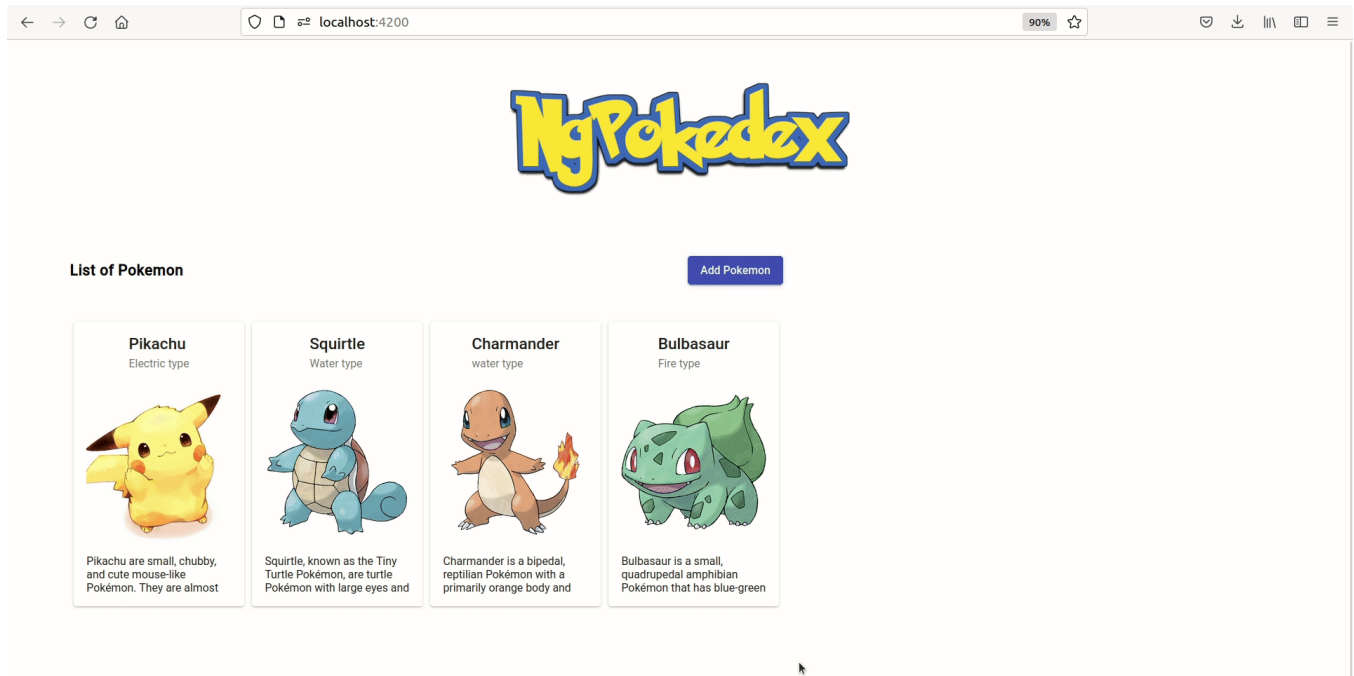 localhost:4200
90%
NgPokedex
List of Pokemon
Add Pokemon
Pikachu
Electric type
Pikachu are small, chubby,
and cute mouse-like
Pokémon. They are almost
Squirtle
Water type
Squirtle, known as the Tiny
Turtle Pokémon, are turtle
Pokémon with large eyes and
Charmander
water type
Charmander is a bipedal,
reptilian Pokémon with a
primarily orange body and
Bulbasaur
Fire type
Bulbasaur is a small,
quadrupedal amphibian
Pokémon that has blue-green